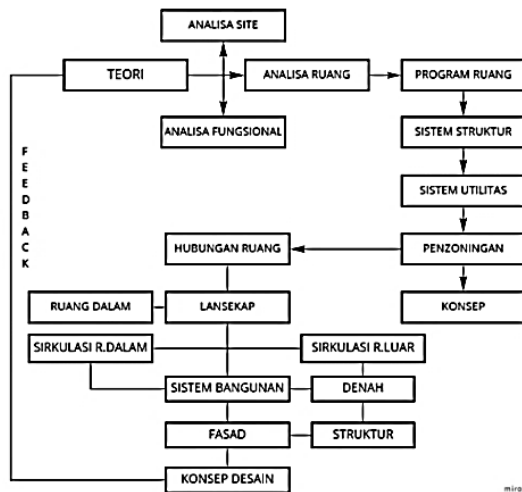 ANALISA SITE
TEORI
ANALISA RUANG
PROGRAM RUANG
ANALISA FUNGSIONAL
SISTEM STRUKTUR
FEEDBACK
SISTEM UTILITAS
HUBUNGAN RUANG
PENZONINGAN
RUANG DALAM
LANSEKAP
KONSEP
SIRKULASI R.DALAM
SIRKULASI R.LUAR
SISTEM BANGUNAN
DENAH
FASAD
STRUKTUR
KONSEP DESAIN
miro